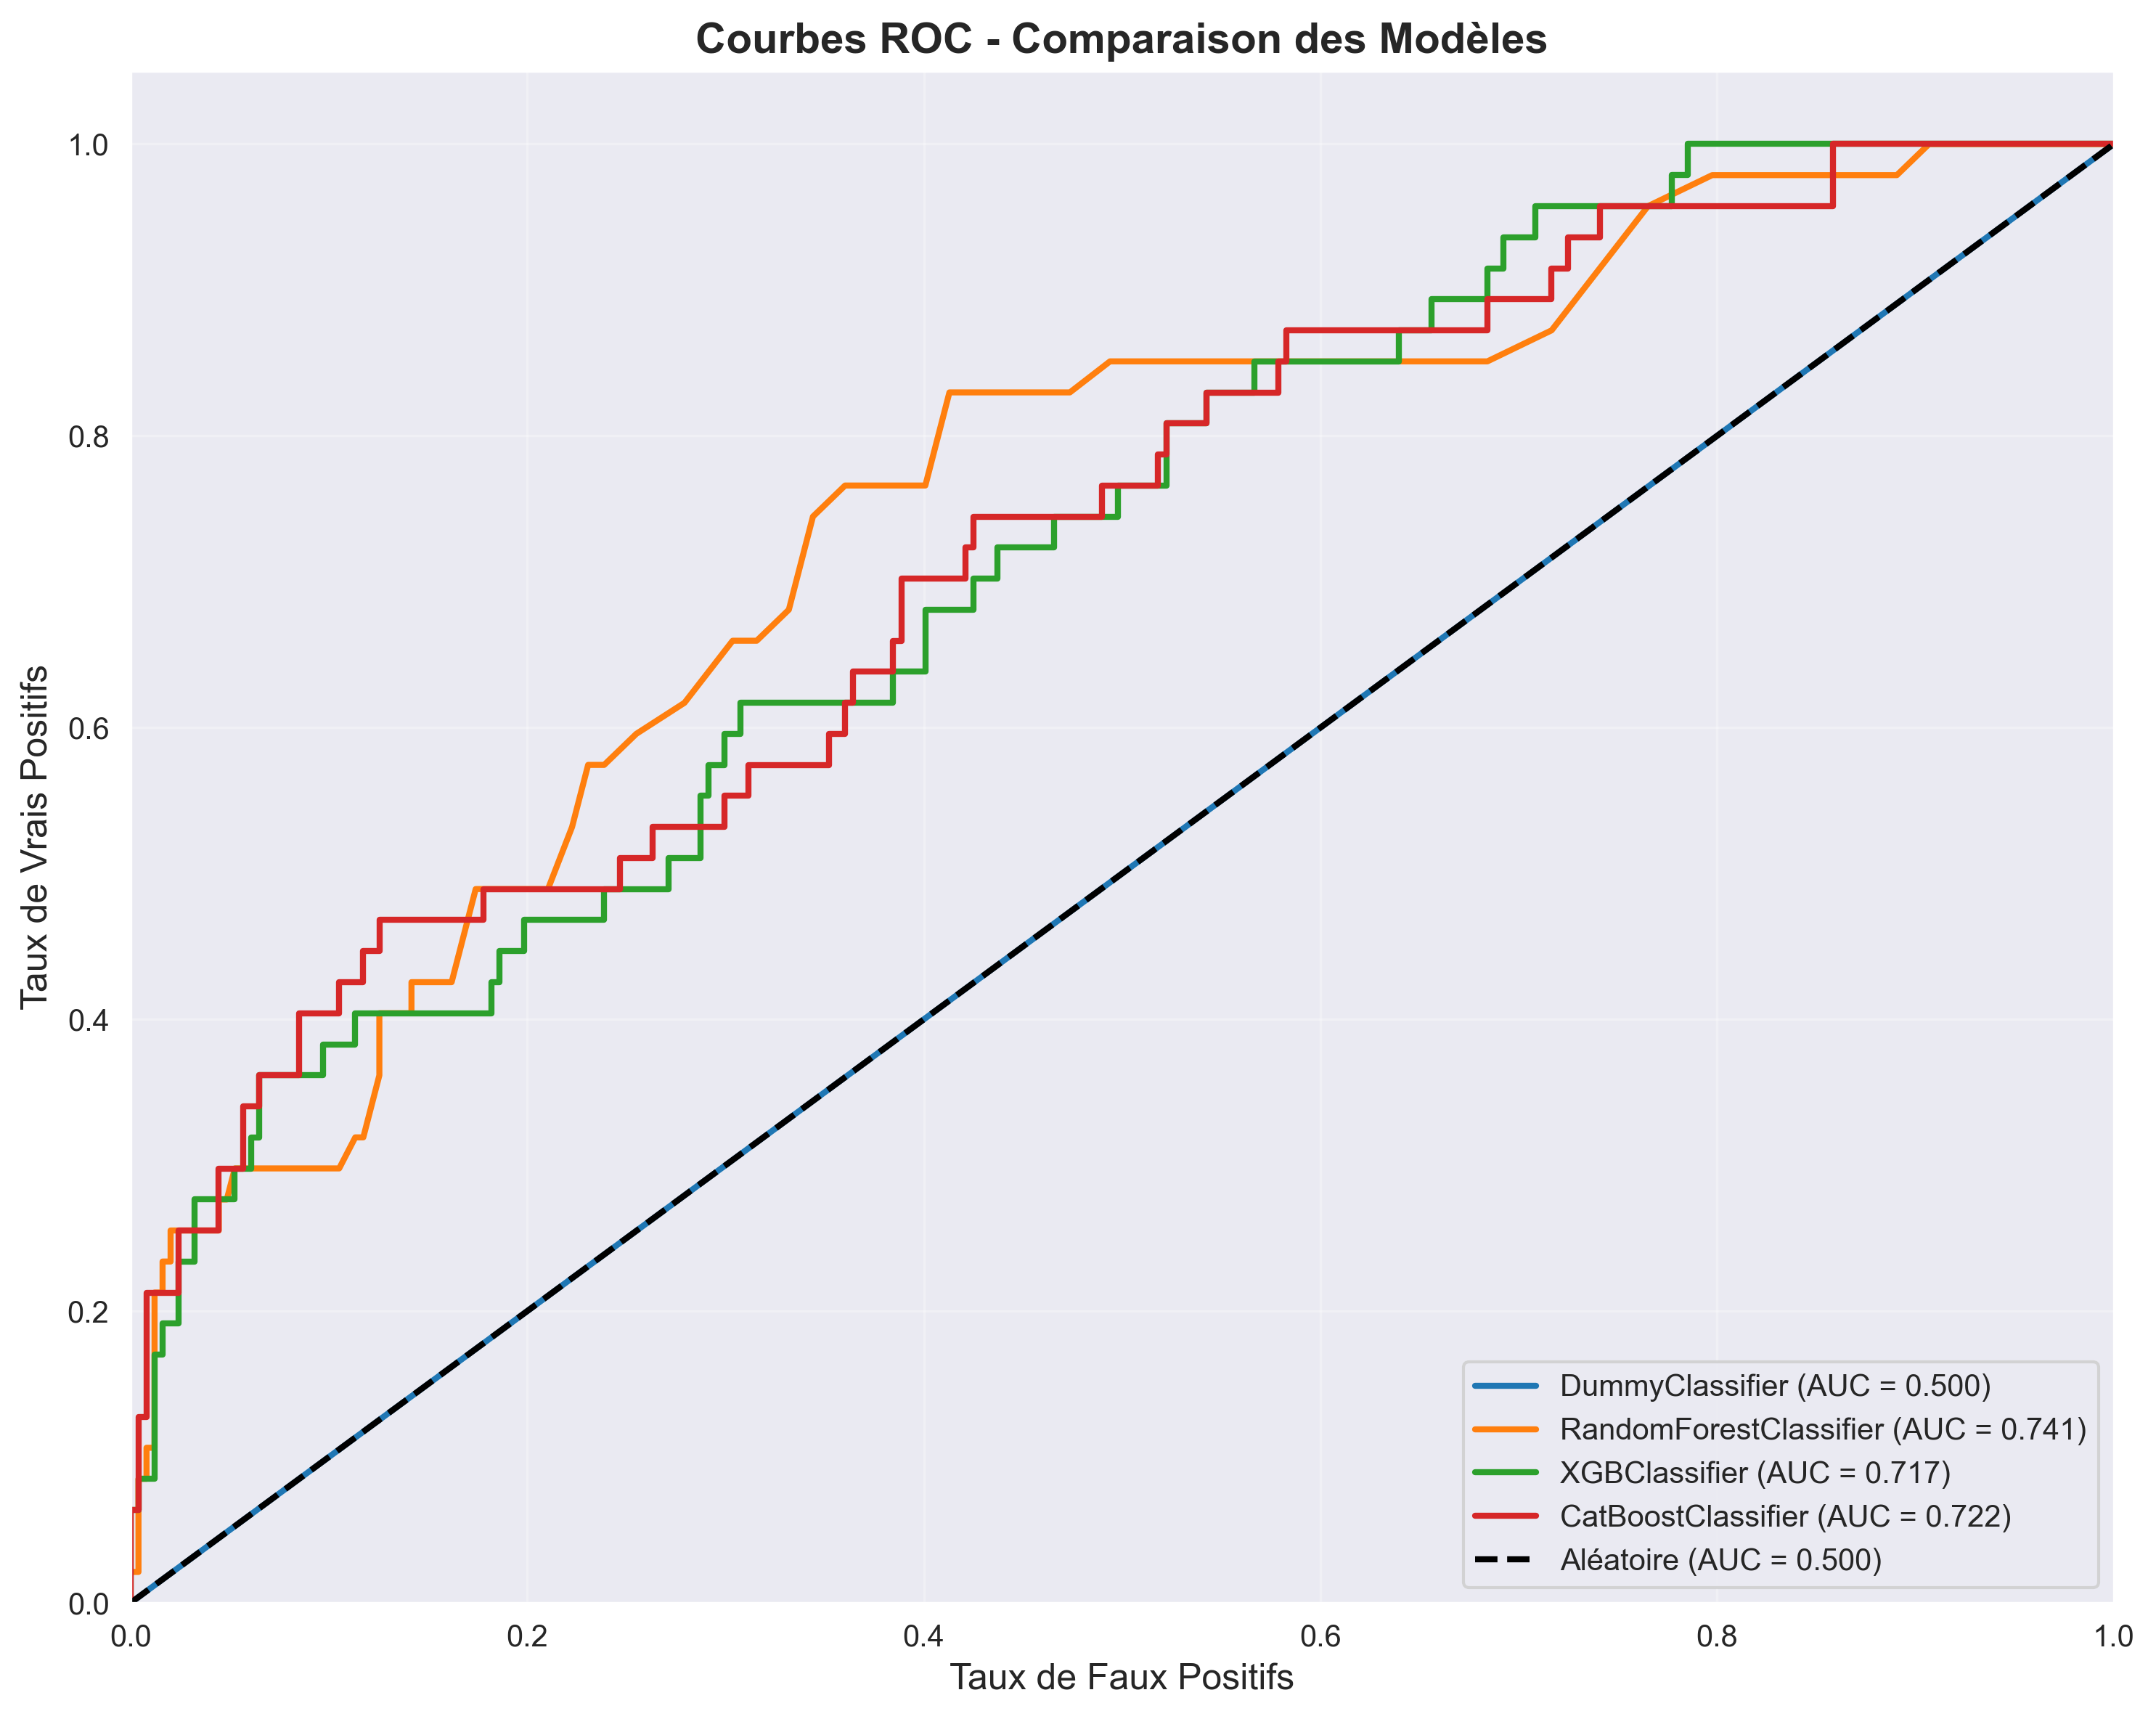 Courbes ROC - Comparaison des Modèles
1.0
0.8
0.6
0.4
0.2
0.0
Taux de Vrais Positifs
DummyClassifier (AUC = 0.500)
RandomForestClassifier (AUC = 0.741)
XGBClassifier (AUC = 0.717)
CatBoostClassifier (AUC = 0.722)
Aléatoire (AUC = 0.500)
0.0 0.2 0.4 0.6 0.8 1.0
Taux de Faux Positifs